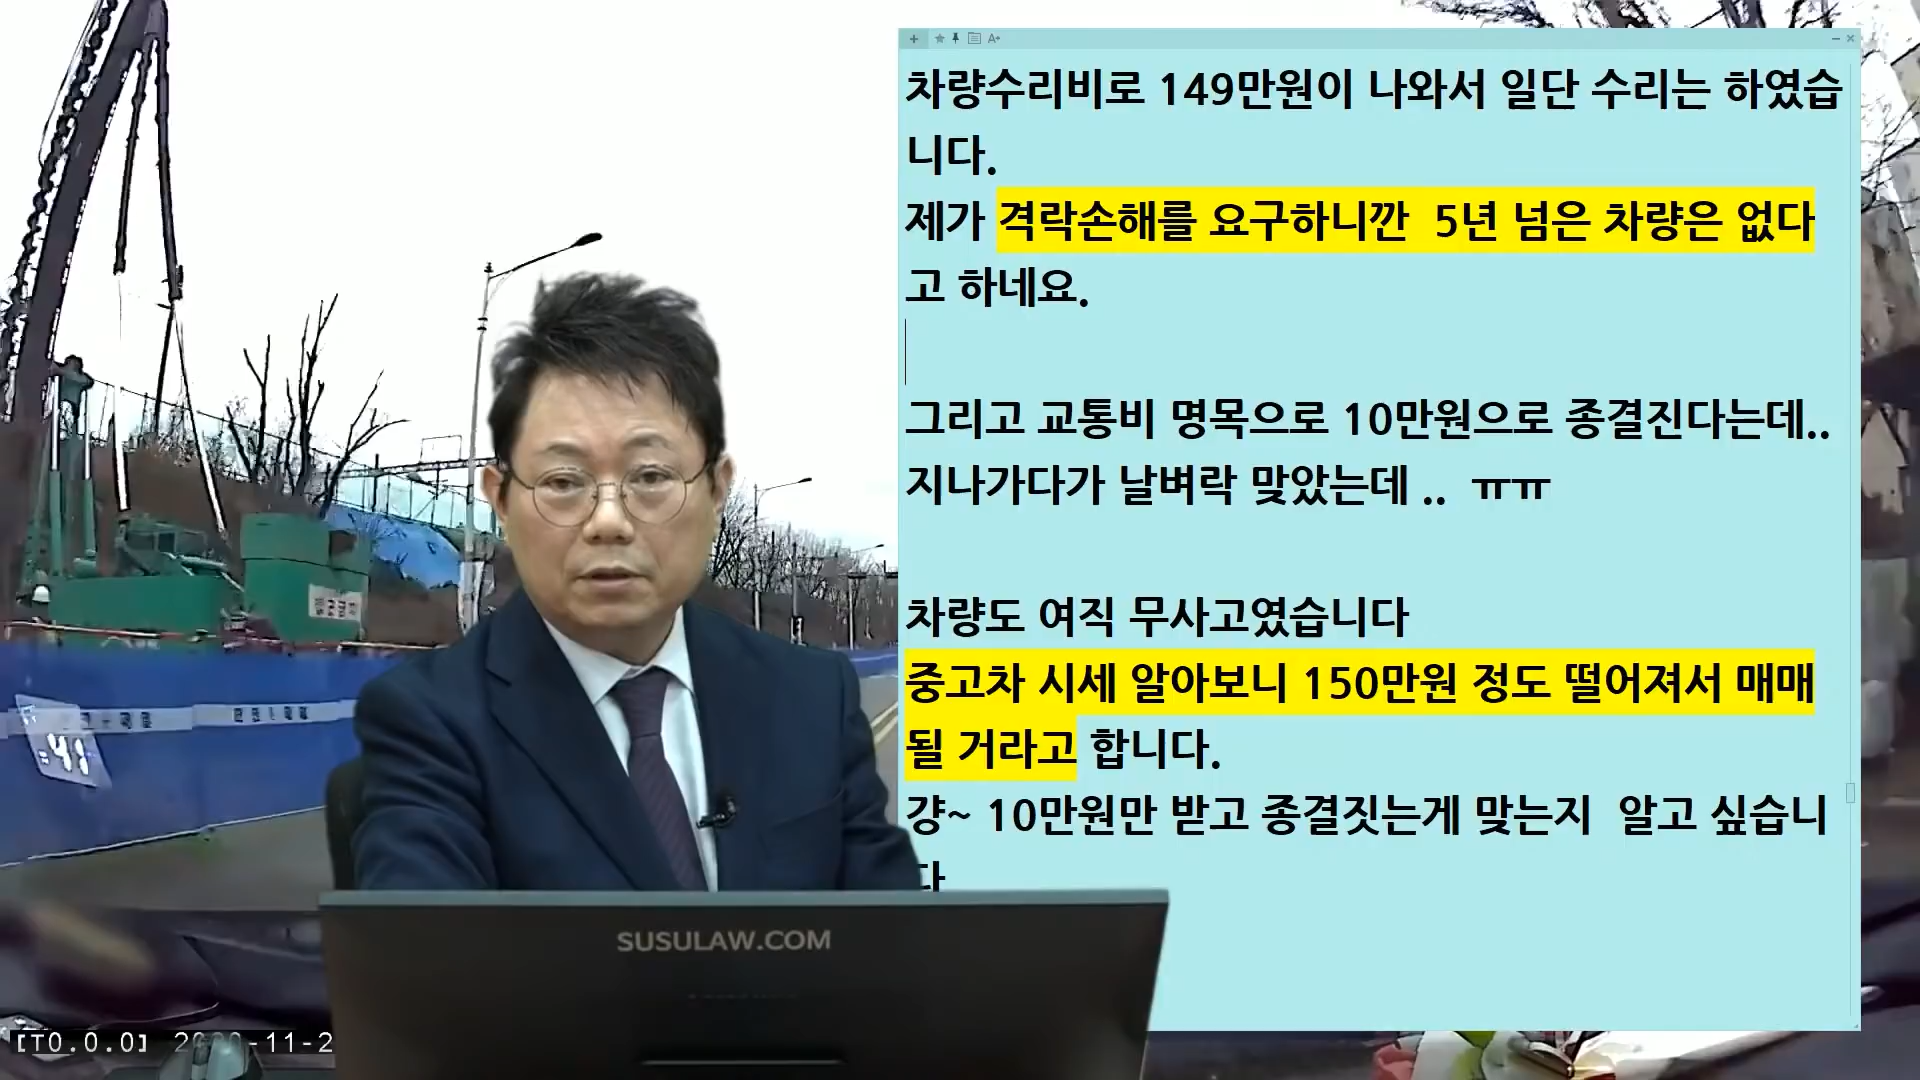 차량수리비로 149만원이 나와서 일단 수리는 하였습
니다.
제가 격락손해를 요구하니깐 5년 넘은 차량은 없다
고 하네요.
그리고 교통비 명목으로 10만원으로 종결진다는데..
지나가다가 날벼락 맞았는데 .. ㅠㅠ
차량도 여직 무사고였습니다
중고차 시세 알아보니 150만원 정도 떨어져서 매매
될 거라고 합니다.
걍~ 10만원만 받고 종결짓는게 맞는지 알고 싶습니
다
SUSULAW.COM
[T0.0.0]